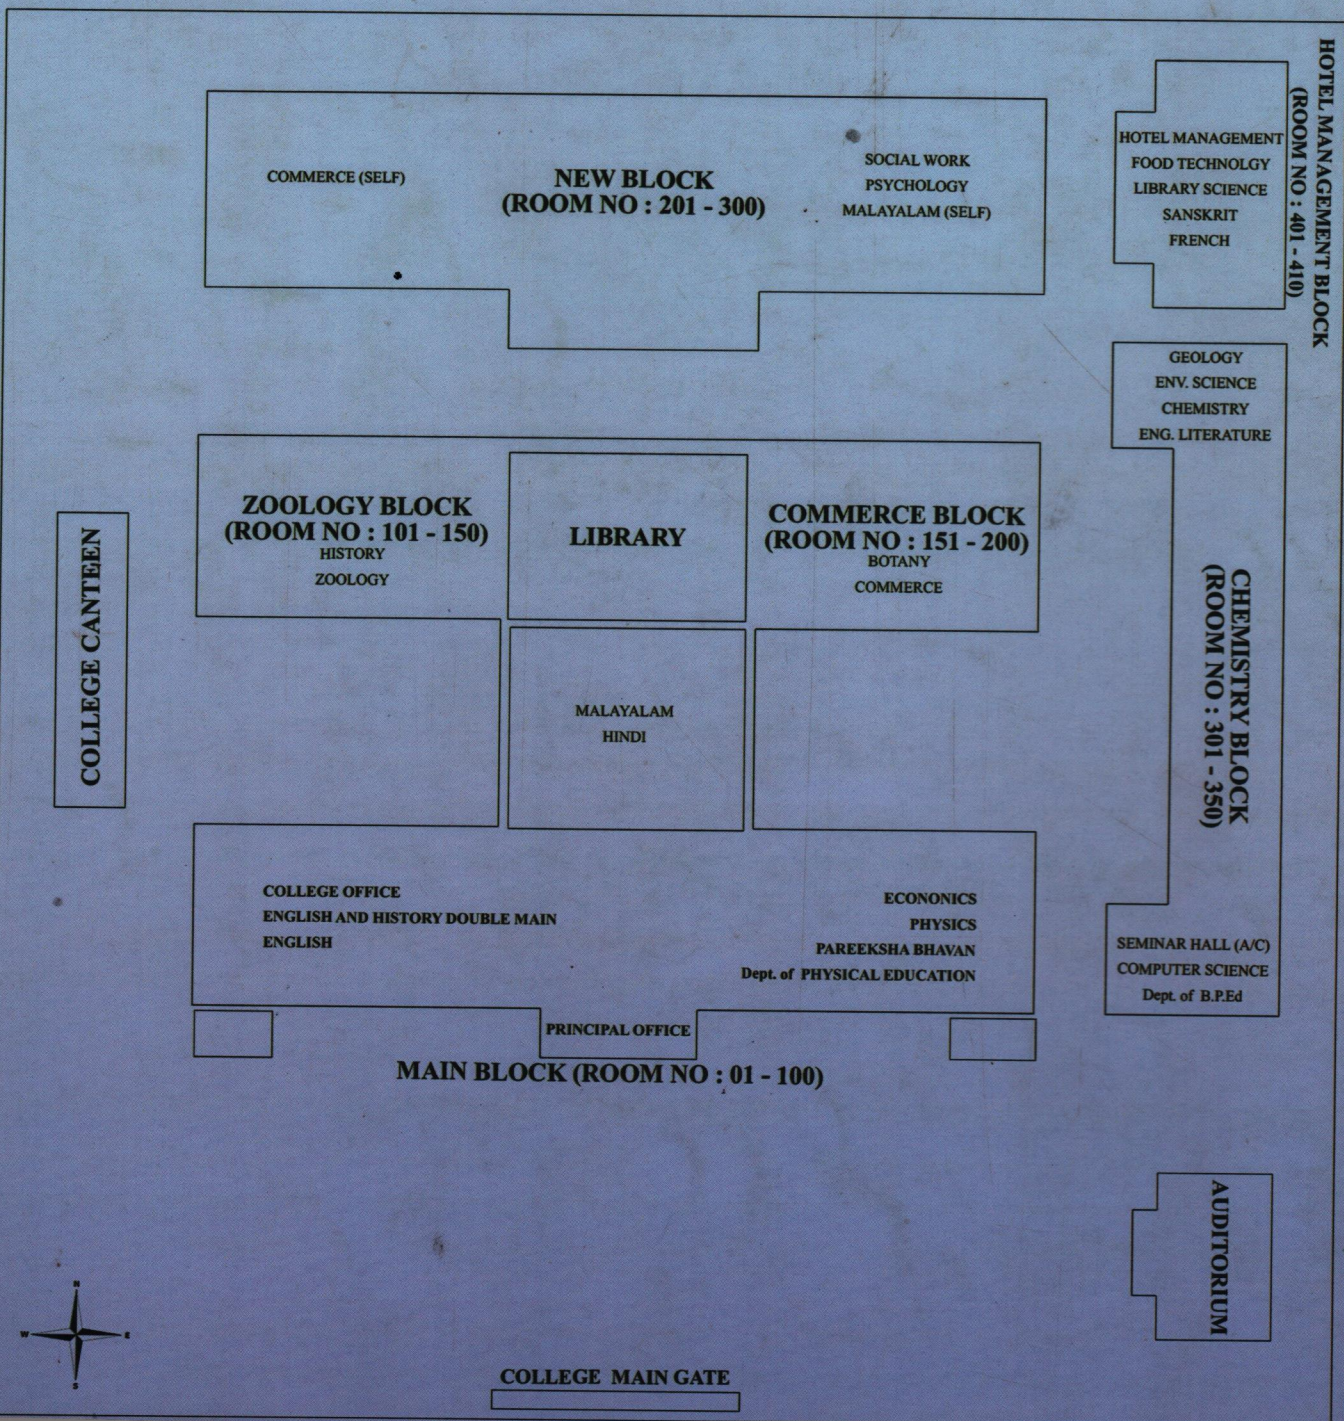 COMMERCE (SELF)
NEW BLOCK
(ROOM NO : 201 - 300)
SOCIAL WORK
PSYCHOLOGY
MALAYALAM (SELF)
HOTEL MANAGEMENT
FOOD TECHNOLGY
LIBRARY SCIENCE
SANSKRIT
FRENCH
HOTEL MANAGEMENT BLOCK
(ROOM NO : 401 - 410)
GEOLOGY
ENV. SCIENCE
CHEMISTRY
ENG. LITERATURE
ZOOLOGY BLOCK
(ROOM NO : 101 - 150)
HISTORY
ZOOLOGY
LIBRARY
COMMERCE BLOCK
(ROOM NO : 151 - 200)
BOTANY
COMMERCE
COLLEGE CANTEEN
CHEMISTRY BLOCK
(ROOM NO : 301 - 350)
MALAYALAM
HINDI
COLLEGE OFFICE
ENGLISH AND HISTORY DOUBLE MAIN
ENGLISH
ECONONICS
PHYSICS
PAREEKSHA BHAVAN
Dept. of PHYSICAL EDUCATION
SEMINAR HALL (A/C)
COMPUTER SCIENCE
Dept. of B.P.Ed
PRINCIPAL OFFICE
MAIN BLOCK (ROOM NO : 01 - 100)
AUDITORIUM
N
W E
S
COLLEGE MAIN GATE